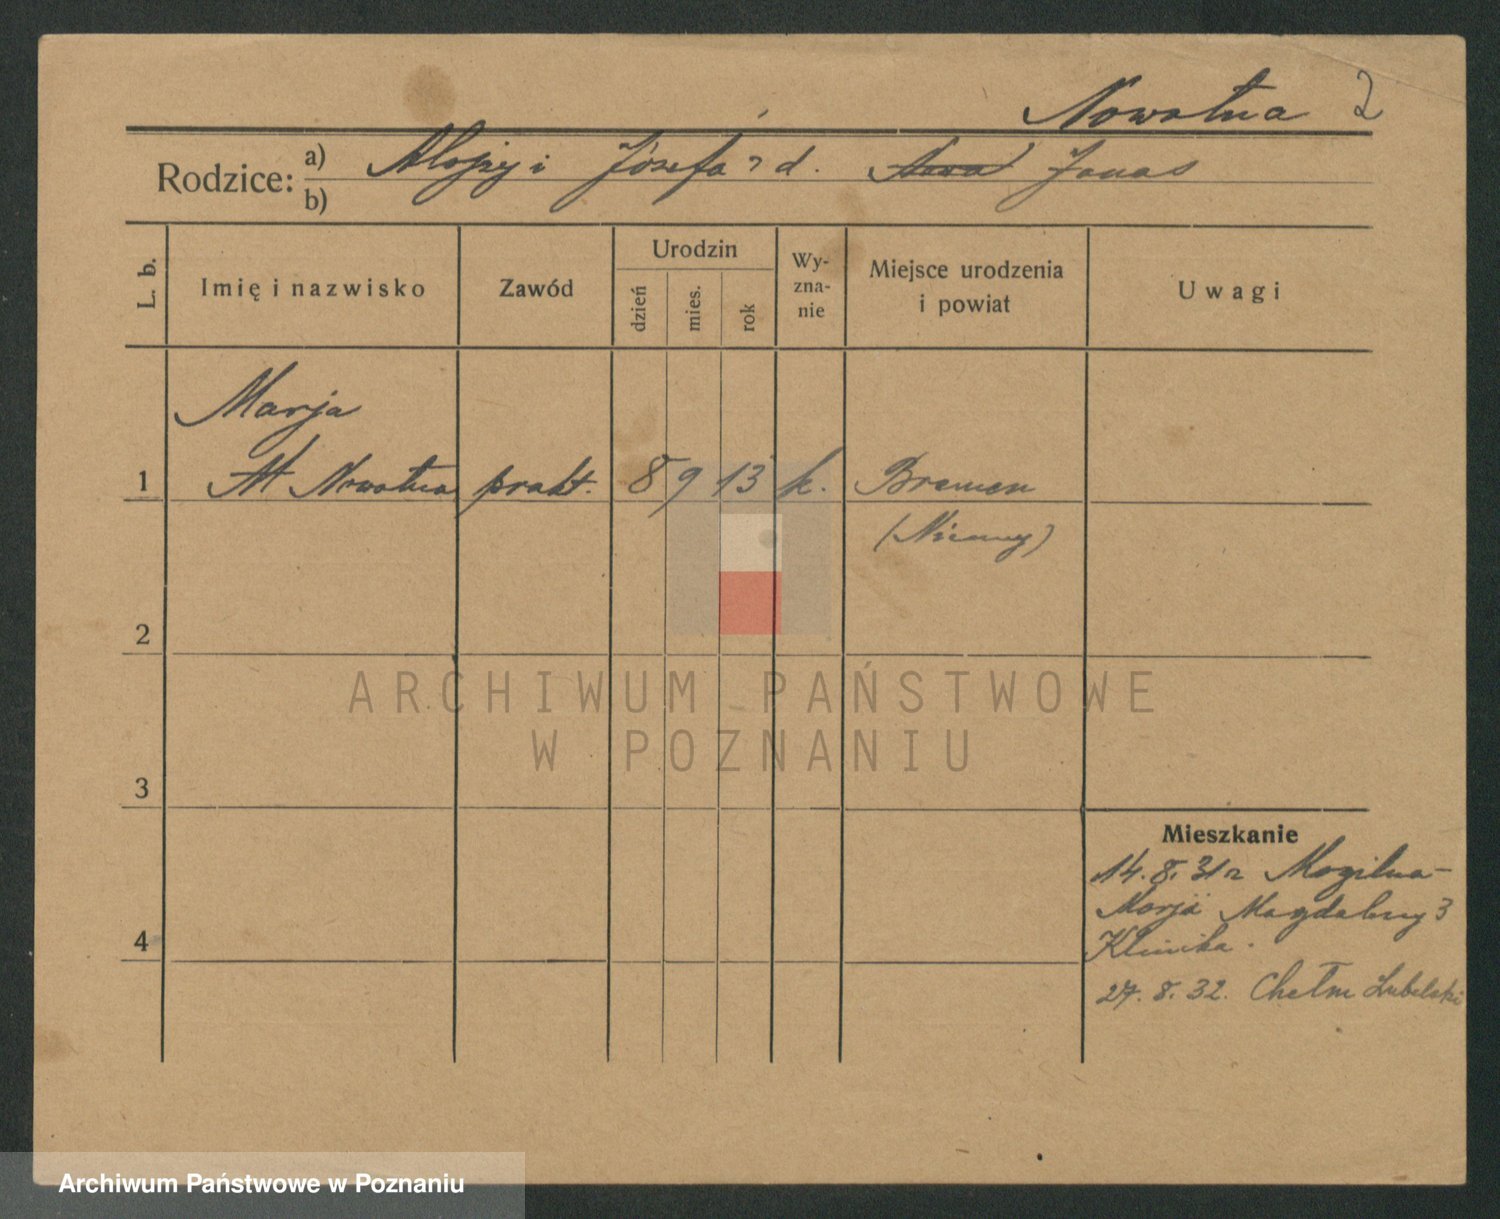 Nowotna 2
Rodzice: a) Alojzy i Józefa z d. Jonas
b)
L. b.
Imię i nazwisko
Zawód
Urodzin
dzień
mies.
rok
Wy-
zna-
nie
Miejsce urodzenia
i powiat
Uwagi
Marja
1 Nowotna prakt. 8 9 13 k. Bremen
(Niemcy)
2
ARCHIWUM PAŃSTWOWE
W POZNANIU
3
Mieszkanie
14. 8. 31 r Mogilna-
Marja Magdaleny 3
4 Klinika.
27. 8. 32. Chełm Lubelski
Archiwum Państwowe w Poznaniu